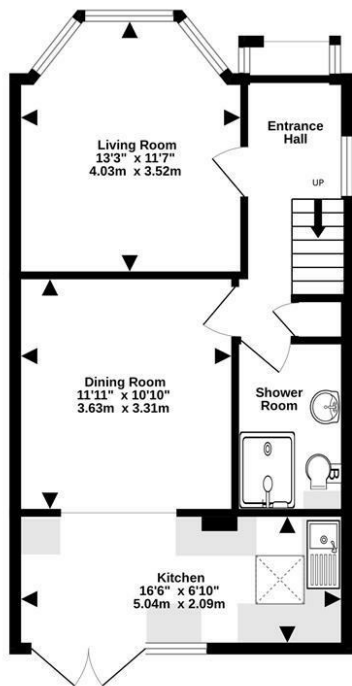 Living Room
13'3" x 11'7"
4.03m x 3.52m
Entrance
Hall
UP
Dining Room
11'11" x 10'10"
3.63m x 3.31m
Shower
Room
Kitchen
16'6" x 6'10"
5.04m x 2.09m